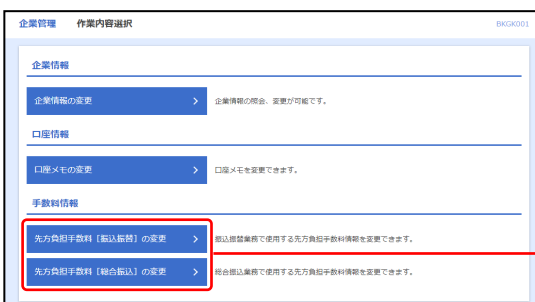 企業管理 作業内容選択 BKGK001
企業情報
企業情報の変更 企業情報の照会、変更が可能です。
口座情報
口座メモの変更 口座メモを変更できます。
手数料情報
先方負担手数料［振込振替］の変更 振込振替業務で使用する先方負担手数料情報を変更できます。
先方負担手数料［総合振込］の変更 総合振込業務で使用する先方負担手数料情報を変更できます。